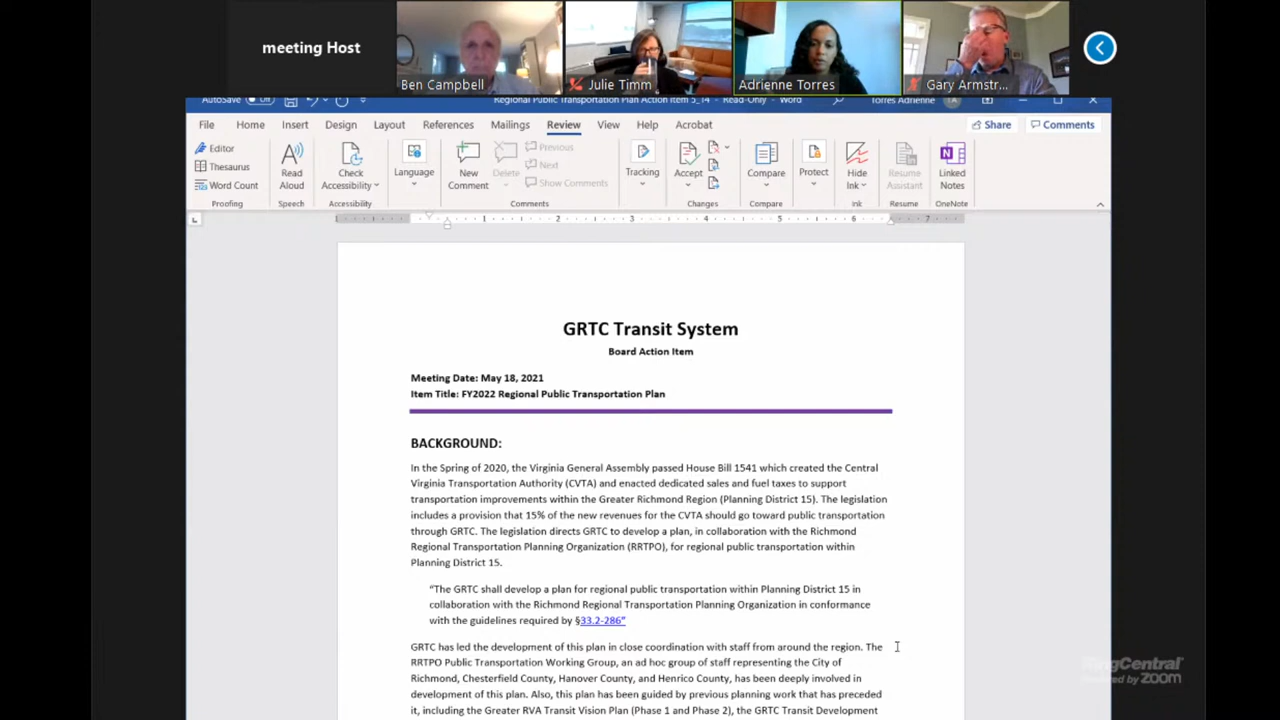 meeting Host
Ben Campbell
Julie Timm
Adrienne Torres
Gary Armstr...
AutoSave Off
Regional Public Transportation Plan Action Item 5_14 - Read-Only - Word
Torres Adrienne
TA
File Home Insert Design Layout References Mailings Review View Help Acrobat
Share Comments
Editor
Thesaurus
Word Count
Proofing
Read Aloud
Speech
Check Accessibility
Accessibility
Language
New Comment
Delete
Previous
Next
Show Comments
Comments
Tracking
Accept
Changes
Compare
Compare
Protect
Hide Ink
Ink
Resume Assistant
Resume
Linked Notes
OneNote
1 1 2 3 4 5 6 7
GRTC Transit System
Board Action Item
Meeting Date: May 18, 2021
Item Title: FY2022 Regional Public Transportation Plan
BACKGROUND:
In the Spring of 2020, the Virginia General Assembly passed House Bill 1541 which created the Central
Virginia Transportation Authority (CVTA) and enacted dedicated sales and fuel taxes to support
transportation improvements within the Greater Richmond Region (Planning District 15). The legislation
includes a provision that 15% of the new revenues for the CVTA should go toward public transportation
through GRTC. The legislation directs GRTC to develop a plan, in collaboration with the Richmond
Regional Transportation Planning Organization (RRTPO), for regional public transportation within
Planning District 15.
“The GRTC shall develop a plan for regional public transportation within Planning District 15 in
collaboration with the Richmond Regional Transportation Planning Organization in conformance
with the guidelines required by §33.2-286”
GRTC has led the development of this plan in close coordination with staff from around the region. The
RRTPO Public Transportation Working Group, an ad hoc group of staff representing the City of
Richmond, Chesterfield County, Hanover County, and Henrico County, has been deeply involved in
development of this plan. Also, this plan has been guided by previous planning work that has preceded
it, including the Greater RVA Transit Vision Plan (Phase 1 and Phase 2), the GRTC Transit Development
RingCentral
powered by zoom